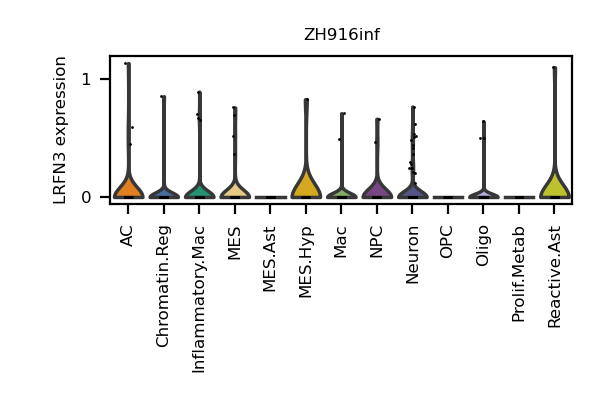 ZH916inf
LRFN3 expression
1
0
AC
Chromatin.Reg
Inflammatory.Mac
MES
MES.Ast
MES.Hyp
Mac
NPC
Neuron
OPC
Oligo
Prolif.Metab
Reactive.Ast